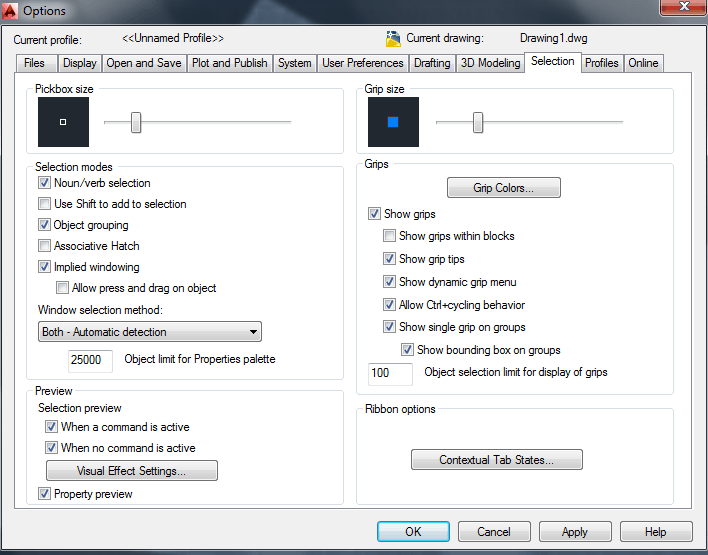 Options
Current profile: <<Unnamed Profile>> Current drawing: Drawing1.dwg
Files Display Open and Save Plot and Publish System User Preferences Drafting 3D Modeling Selection Profiles Online
Pickbox size
Selection modes
Noun/verb selection
Use Shift to add to selection
Object grouping
Associative Hatch
Implied windowing
Allow press and drag on object
Window selection method:
Both - Automatic detection
25000 Object limit for Properties palette
Preview
Selection preview
When a command is active
When no command is active
Visual Effect Settings...
Property preview
Grip size
Grips
Grip Colors...
Show grips
Show grips within blocks
Show grip tips
Show dynamic grip menu
Allow Ctrl+cycling behavior
Show single grip on groups
Show bounding box on groups
100 Object selection limit for display of grips
Ribbon options
Contextual Tab States...
OK Cancel Apply Help